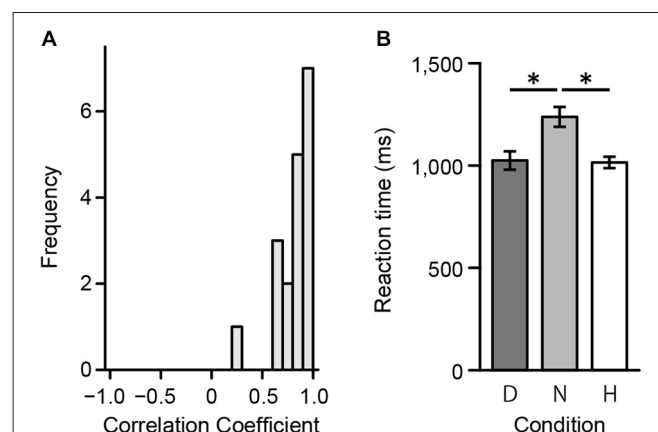 A
Frequency
6
4
2
0
−1.0 −0.5 0 0.5 1.0
Correlation Coefficient
B
Reaction time (ms)
1,500
1,000
500
0
* *
D N H
Condition